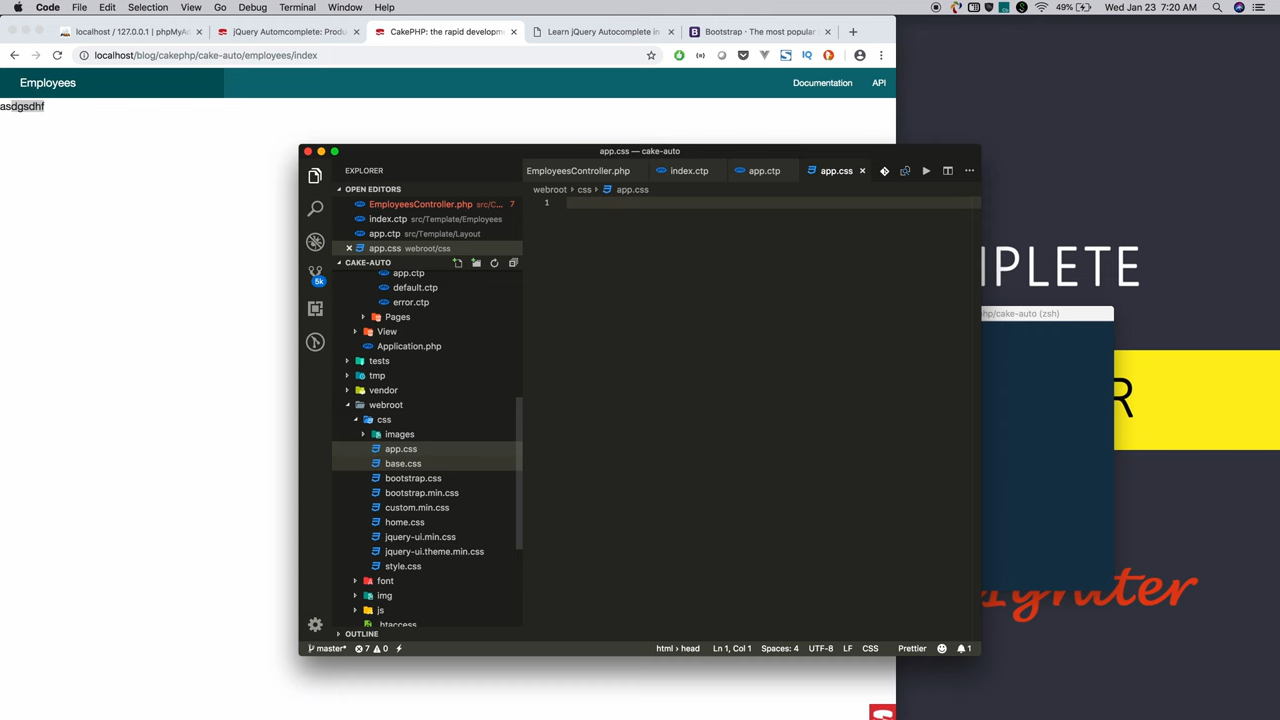 Code File Edit Selection View Go Debug Terminal Window Help 49% Wed Jan 23 7:20 AM
localhost / 127.0.0.1 | phpMyAd × jQuery Automcomplete: Produ × CakePHP: the rapid developme × Learn jQuery Autocomplete in × Bootstrap · The most popular ×
localhost/blog/cakephp/cake-auto/employees/index IQ
Employees Documentation API
asdgsdhf
app.css — cake-auto
EXPLORER EmployeesController.php index.ctp app.ctp app.css
OPEN EDITORS webroot › css › app.css
EmployeesController.php src/C... 7 1
index.ctp src/Template/Employees
app.ctp src/Template/Layout
app.css webroot/css
CAKE-AUTO
app.ctp
5k
default.ctp
error.ctp
Pages
View
Application.php
tests
tmp
vendor
webroot
css
images
app.css
base.css
bootstrap.css
bootstrap.min.css
custom.min.css
home.css
jquery-ui.min.css
jquery-ui.theme.min.css
style.css
font
img
js
.htaccess
OUTLINE
master* 7 0 html › head Ln 1, Col 1 Spaces: 4 UTF-8 LF CSS Prettier 1
PLETE
hp/cake-auto (zsh)
R